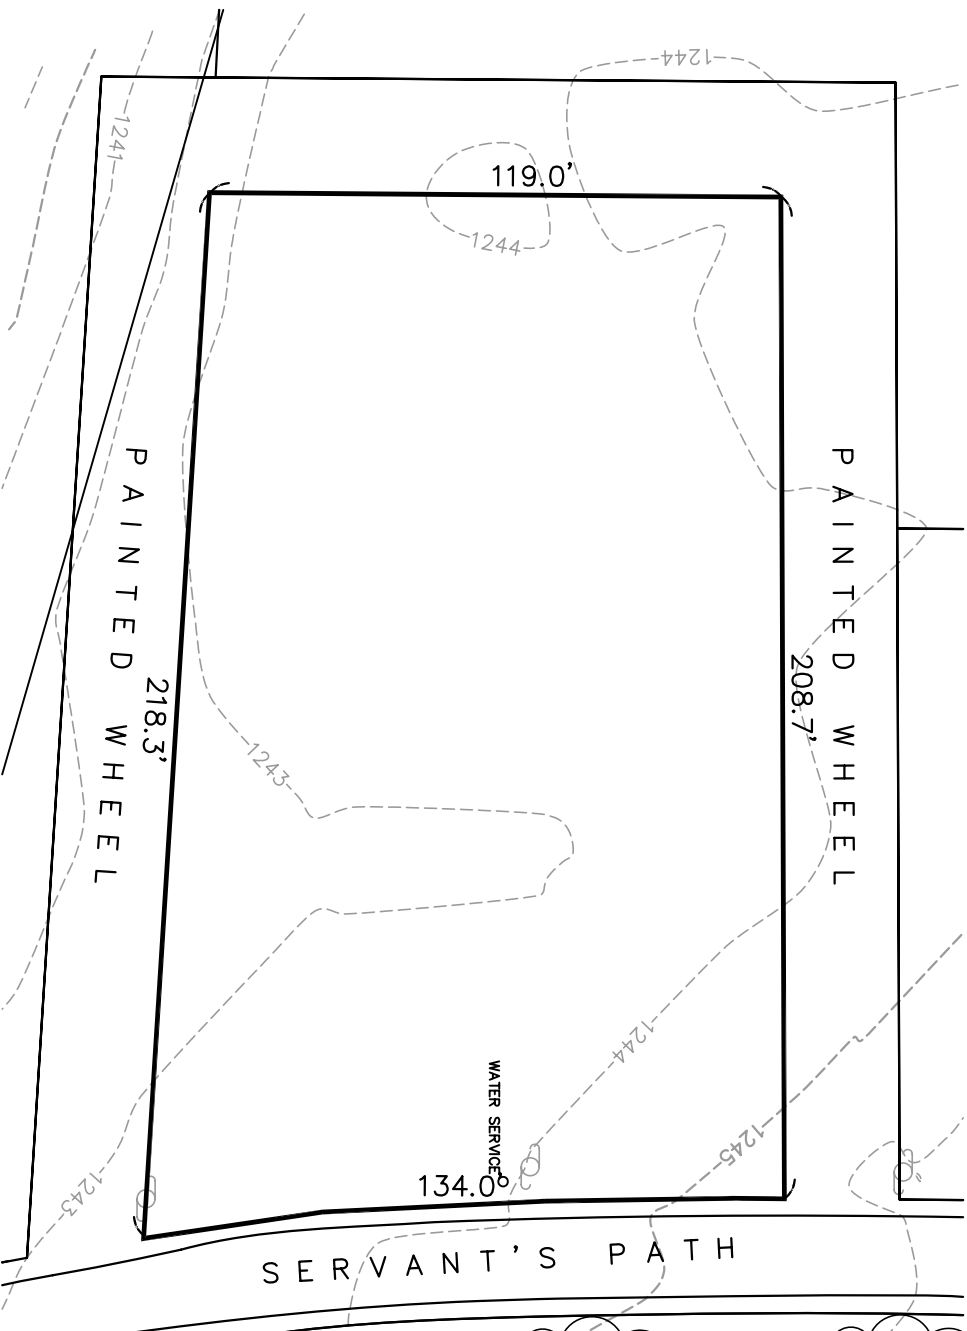 1244
1241
119.0'
1244
PAINTED WHEEL
PAINTED WHEEL
218.3'
208.7'
1243
1244
WATER SERVICE
1245
134.0'
1243
SERVANT'S PATH